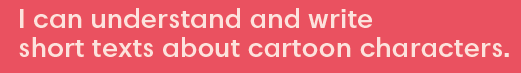 I can understand and write
short texts about cartoon characters.